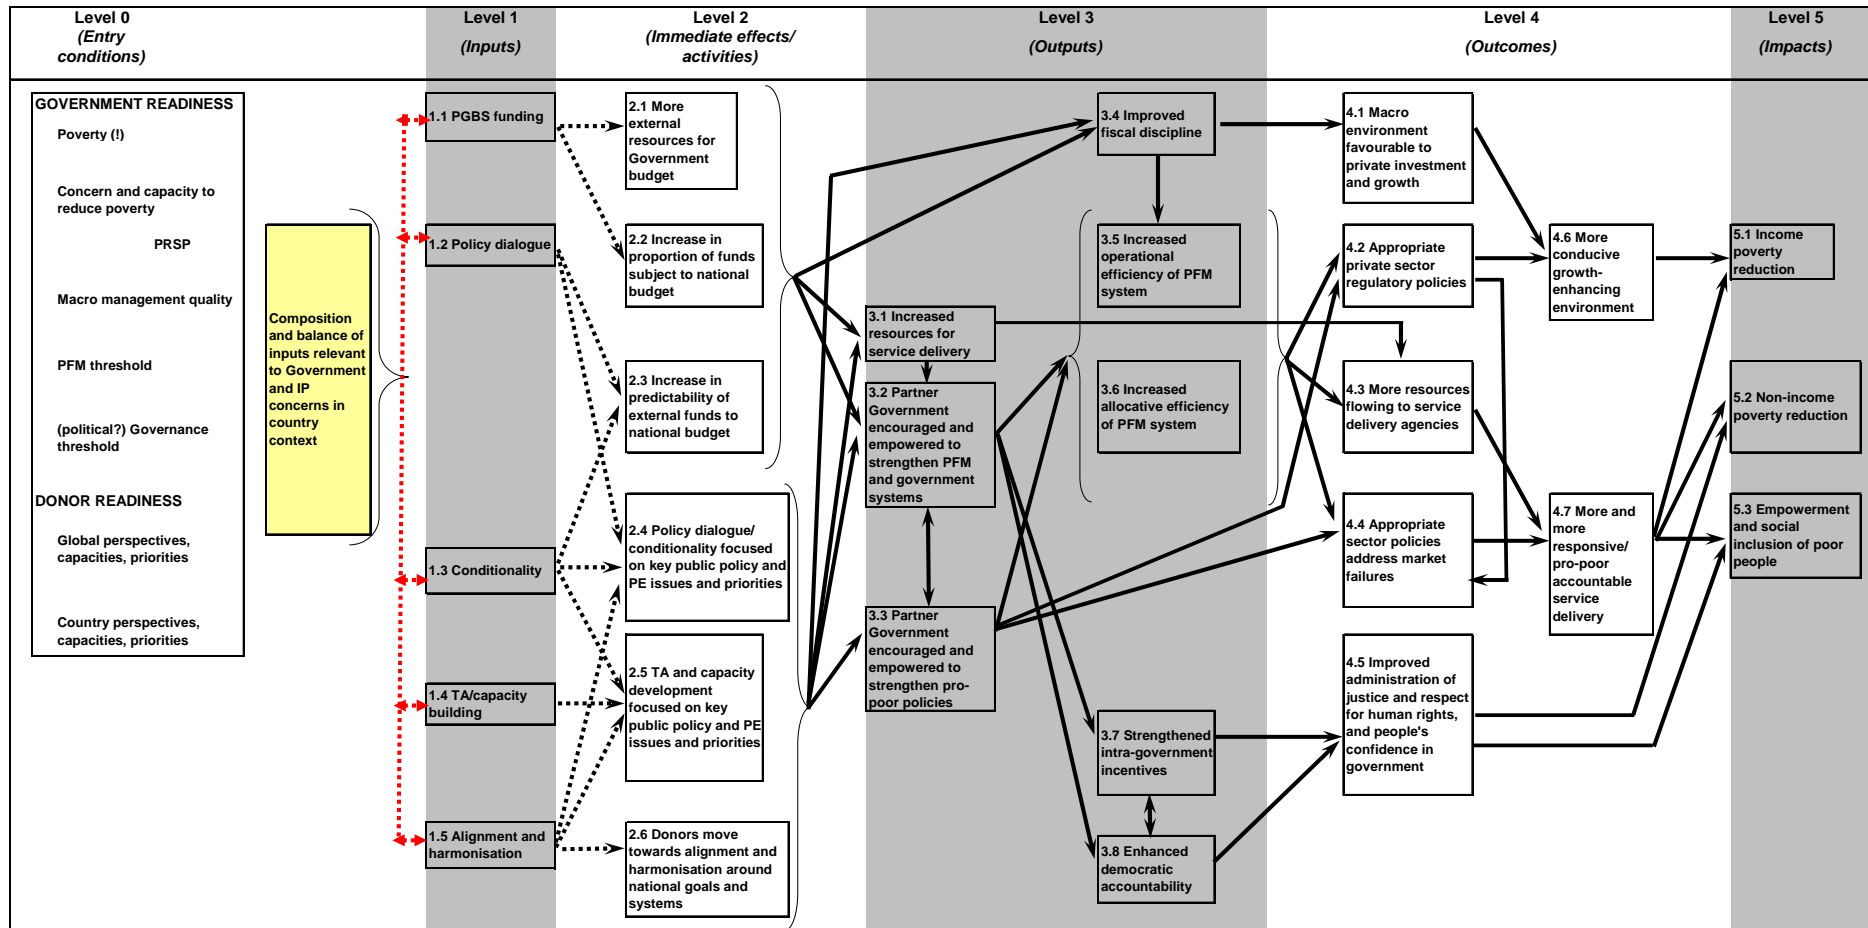 Level 0
(Entry
conditions)
Level 1
(Inputs)
Level 2
(Immediate effects/
activities)
Level 3
(Outputs)
Level 4
(Outcomes)
Level 5
(Impacts)
GOVERNMENT READINESS
Poverty (!)
Concern and capacity to
reduce poverty
PRSP
Macro management quality
PFM threshold
(political?) Governance
threshold
DONOR READINESS
Global perspectives,
capacities, priorities
Country perspectives,
capacities, priorities
Composition
and balance of
inputs relevant
to Government
and IP
concerns in
country
context
1.1 PGBS funding
1.2 Policy dialogue
1.3 Conditionality
1.4 TA/capacity
building
1.5 Alignment and
harmonisation
2.1 More
external
resources for
Government
budget
2.2 Increase in
proportion of funds
subject to national
budget
2.3 Increase in
predictability of
external funds to
national budget
2.4 Policy dialogue/
conditionality focused
on key public policy and
PE issues and priorities
2.5 TA and capacity
development
focused on key
public policy and PE
issues and priorities
2.6 Donors move
towards alignment and
harmonisation around
national goals and
systems
3.1 Increased
resources for
service delivery
3.2 Partner
Government
encouraged and
empowered to
strengthen PFM
and government
systems
3.3 Partner
Government
encouraged and
empowered to
strengthen pro-
poor policies
3.4 Improved
fiscal discipline
3.5 Increased
operational
efficiency of PFM
system
3.6 Increased
allocative efficiency
of PFM system
3.7 Strengthened
intra-government
incentives
3.8 Enhanced
democratic
accountability
4.1 Macro
environment
favourable to
private investment
and growth
4.2 Appropriate
private sector
regulatory policies
4.3 More resources
flowing to service
delivery agencies
4.4 Appropriate
sector policies
address market
failures
4.5 Improved
administration of
justice and respect
for human rights,
and people's
confidence in
government
4.6 More
conducive
growth-
enhancing
environment
4.7 More and
more
responsive/
pro-poor
accountable
service
delivery
5.1 Income
poverty
reduction
5.2 Non-income
poverty reduction
5.3 Empowerment
and social
inclusion of poor
people